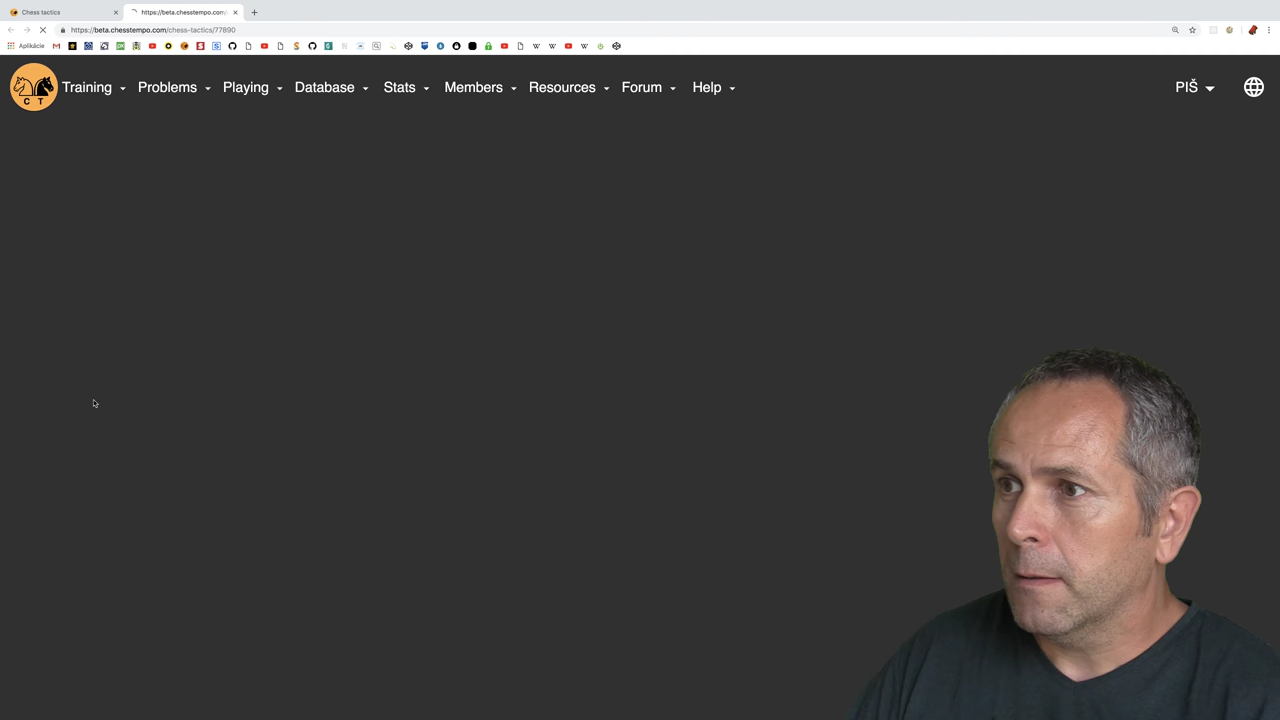 Chess tactics
https://beta.chesstempo.com/
https://beta.chesstempo.com/chess-tactics/77890
Aplikácie
Training Problems Playing Database Stats Members Resources Forum Help PIŠ
C T